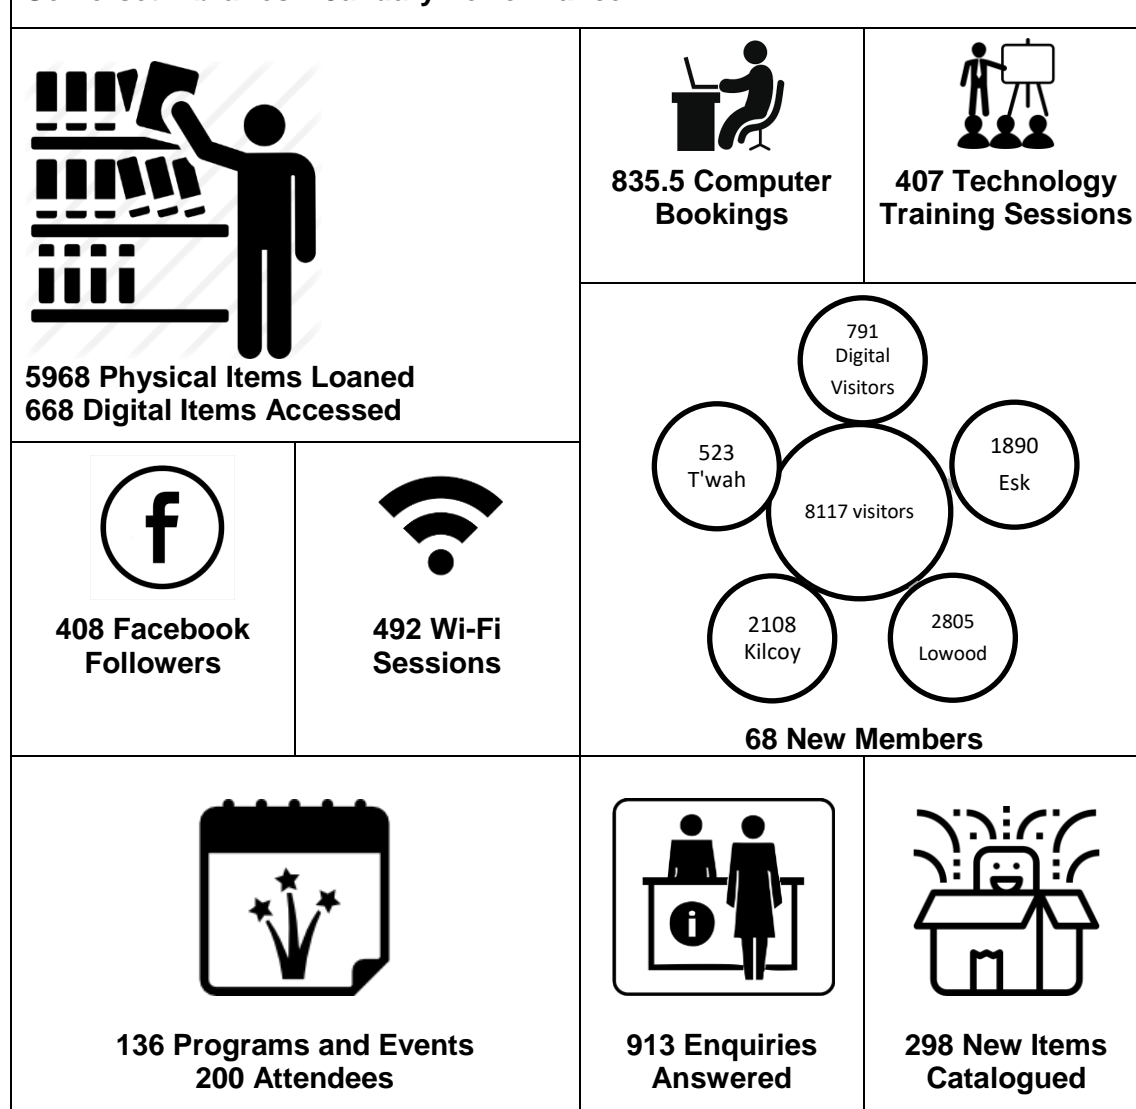 5968 Physical Items Loaned
668 Digital Items Accessed
835.5 Computer
Bookings
407 Technology
Training Sessions
791
Digital
Visitors
523
T'wah
1890
Esk
8117 visitors
2108
Kilcoy
2805
Lowood
68 New Members
f
408 Facebook
Followers
492 Wi-Fi
Sessions
136 Programs and Events
200 Attendees
i
913 Enquiries
Answered
298 New Items
Catalogued